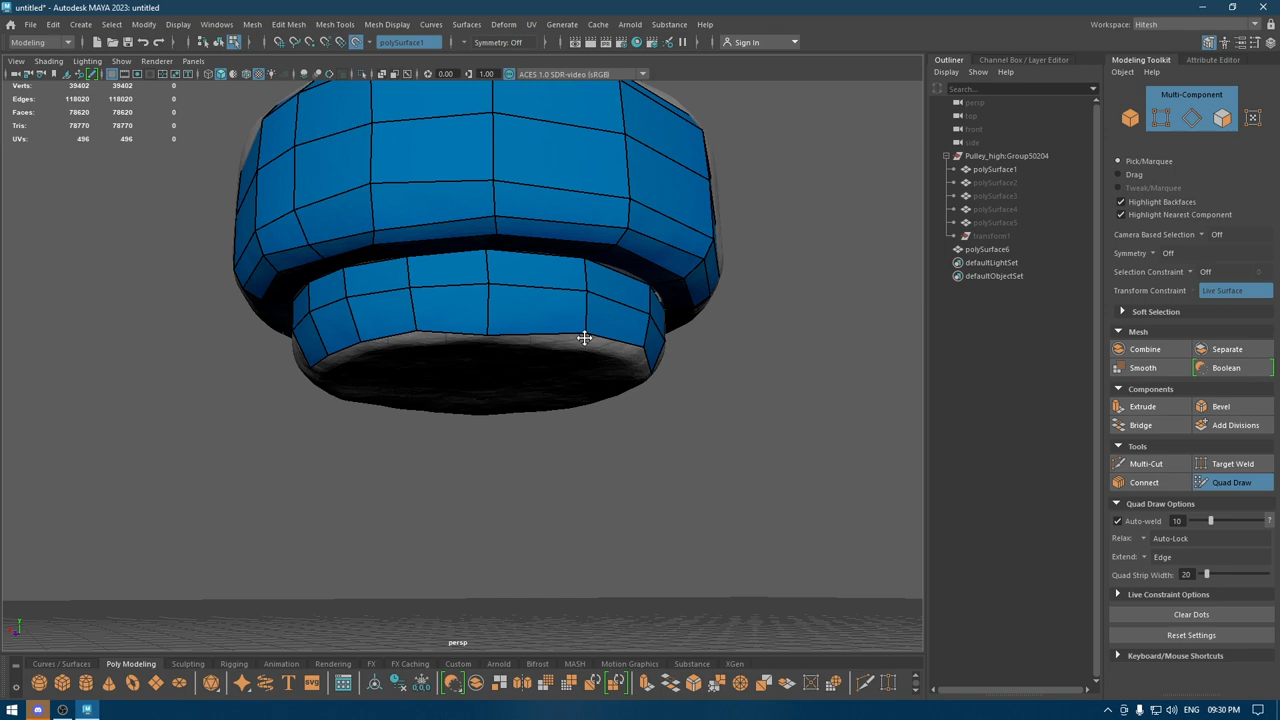 untitled* - Autodesk MAYA 2023: untitled
File Edit Create Select Modify Display Windows Mesh Edit Mesh Mesh Tools Mesh Display Curves Surfaces Deform UV Generate Cache Arnold Substance Help
Workspace: Hitesh
Modeling polySurface1 Symmetry: Off Sign In
View Shading Lighting Show Renderer Panels
0.00 1.00 ACES 1.0 SDR-video (sRGB)
Verts: 39402 39402 0
Edges: 118020 118020 0
Faces: 78620 78620 0
Tris: 78770 78770 0
UVs: 496 496 0
persp
Outliner Channel Box / Layer Editor
Display Show Help
Search...
persp
top
front
side
Pulley_high:Group50204
polySurface1
polySurface2
polySurface3
polySurface4
polySurface5
transform1
polySurface6
defaultLightSet
defaultObjectSet
Modeling Toolkit Attribute Editor
Object Help
Multi-Component
Pick/Marquee
Drag
Tweak/Marquee
Highlight Backfaces
Highlight Nearest Component
Camera Based Selection Off
Symmetry Off
Selection Constraint Off 0
Transform Constraint Live Surface
Soft Selection
Mesh
Combine Separate
Smooth Boolean
Components
Extrude Bevel
Bridge Add Divisions
Tools
Multi-Cut Target Weld
Connect Quad Draw
Quad Draw Options
Auto-weld 10 ?
Relax: Auto-Lock
Extend: Edge
Quad Strip Width: 20
Live Constraint Options
Clear Dots
Reset Settings
Keyboard/Mouse Shortcuts
Curves / Surfaces Poly Modeling Sculpting Rigging Animation Rendering FX FX Caching Custom Arnold Bifrost MASH Motion Graphics Substance XGen
T SVG 0,0,0
ENG 09:30 PM